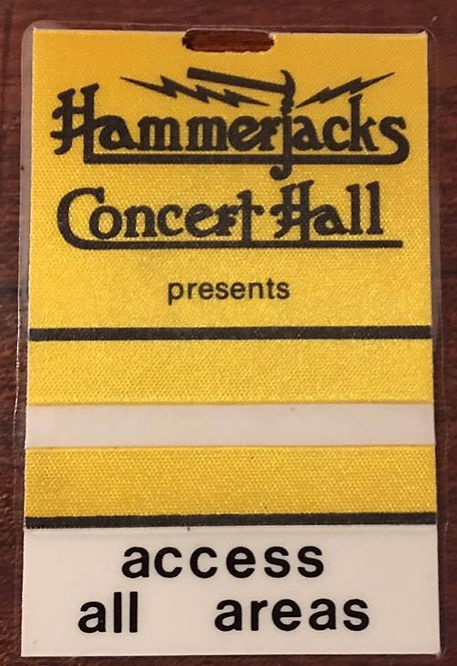 Hammerjacks
Concert Hall
presents
access
all areas